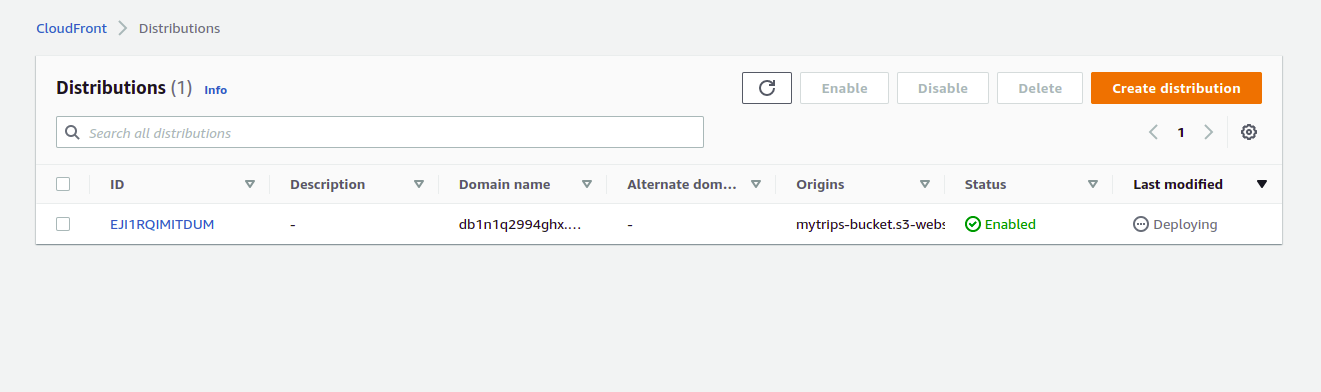 CloudFront Distributions
Distributions (1) Info Enable Disable Delete Create distribution
Search all distributions 1
ID Description Domain name Alternate dom... Origins Status Last modified
EJI1RQIMITDUM - db1n1q2994ghx.... - mytrips-bucket.s3-webs Enabled Deploying